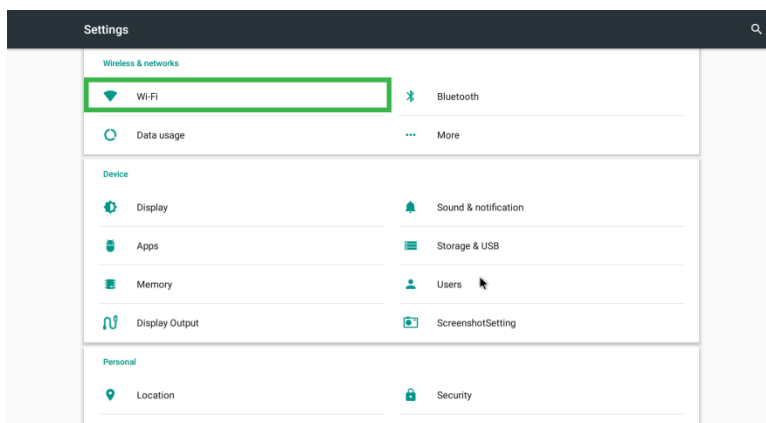 Settings
Wireless & networks
Wi-Fi
Bluetooth
Data usage
More
Device
Display
Sound & notification
Apps
Storage & USB
Memory
Users
Display Output
ScreenshotSetting
Personal
Location
Security